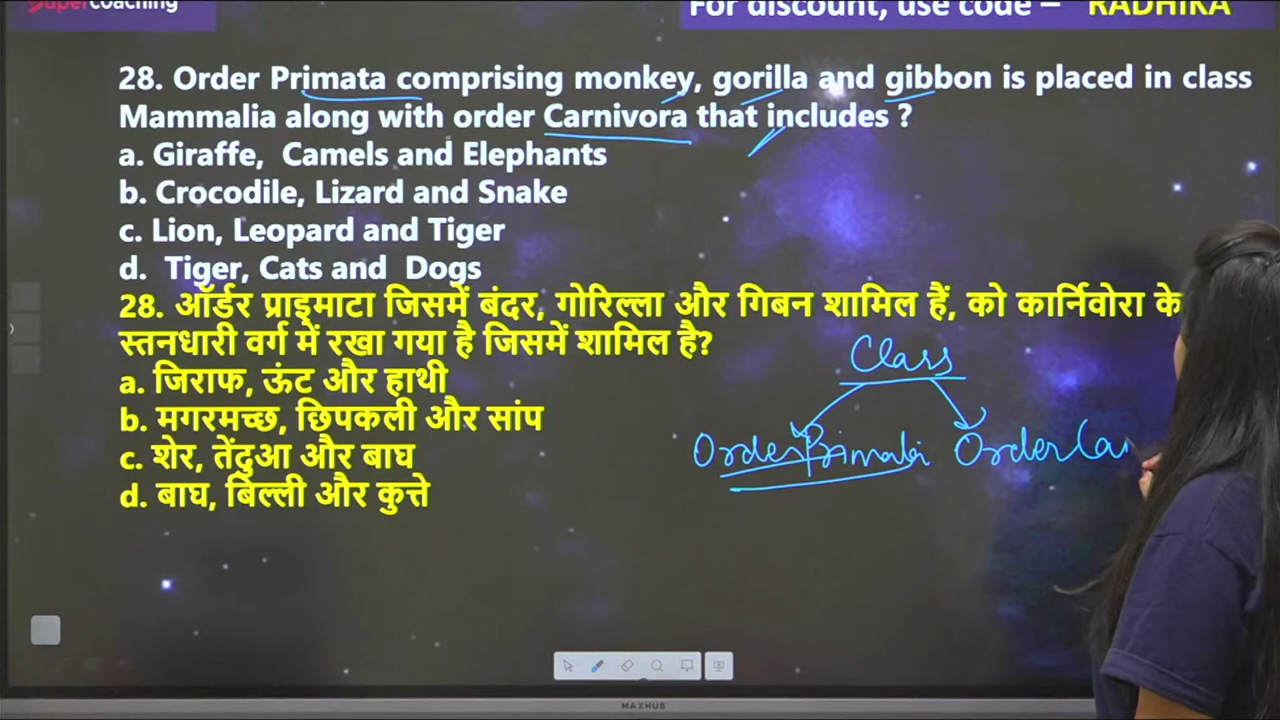 supercoaching
For discount, use code – RADHIKA
28. Order Primata comprising monkey, gorilla and gibbon is placed in class
Mammalia along with order Carnivora that includes ?
a. Giraffe, Camels and Elephants
b. Crocodile, Lizard and Snake
c. Lion, Leopard and Tiger
d. Tiger, Cats and Dogs
28. ऑर्डर प्राइमाटा जिसमें बंदर, गोरिल्ला और गिबन शामिल हैं, को कार्निवोरा के
स्तनधारी वर्ग में रखा गया है जिसमें शामिल है?
a. जिराफ, ऊंट और हाथी
b. मगरमच्छ, छिपकली और सांप
c. शेर, तेंदुआ और बाघ
d. बाघ, बिल्ली और कुत्ते
Class
Order Order
MAXHUB